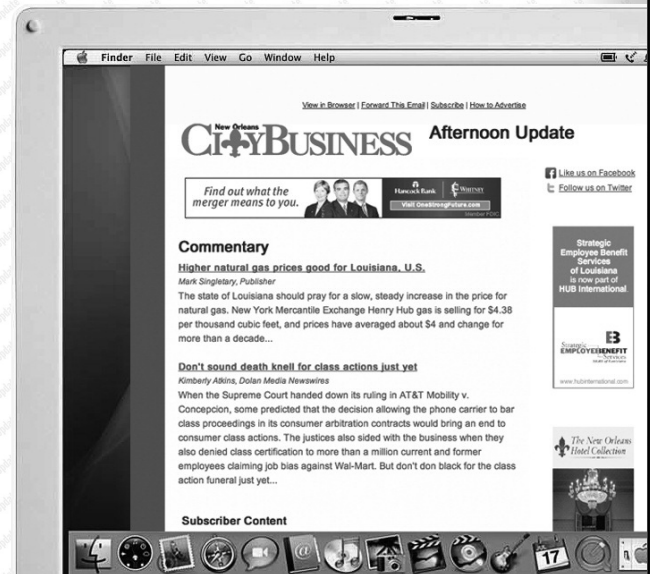 Finder File Edit View Go Window Help
View in Browser | Forward This Email | Subscribe | How to Advertise
New Orleans
CITYBUSINESS
Afternoon Update
Like us on Facebook
Follow us on Twitter
Find out what the
merger means to you.
Hancock Bank
Whitney
Visit OneStrongFuture.com
Member FDIC
Commentary
Higher natural gas prices good for Louisiana, U.S.
Mark Singletary, Publisher
The state of Louisiana should pray for a slow, steady increase in the price for
natural gas. New York Mercantile Exchange Henry Hub gas is selling for $4.38
per thousand cubic feet, and prices have averaged about $4 and change for
more than a decade...
Don't sound death knell for class actions just yet
Kimberly Atkins, Dolan Media Newswires
When the Supreme Court handed down its ruling in AT&T Mobility v.
Concepcion, some predicted that the decision allowing the phone carrier to bar
class proceedings in its consumer arbitration contracts would bring an end to
consumer class actions. The justices also sided with the business when they
also denied class certification to more than a million current and former
employees claiming job bias against Wal-Mart. But don't don black for the class
action funeral just yet...
Subscriber Content
Strategic
Employee Benefit
Services
of Louisiana
is now part of
HUB International
Strategic
EMPLOYEEBENEFIT
SERVICES
www.hubinternational.com
The New Orleans
Hotel Collection
17